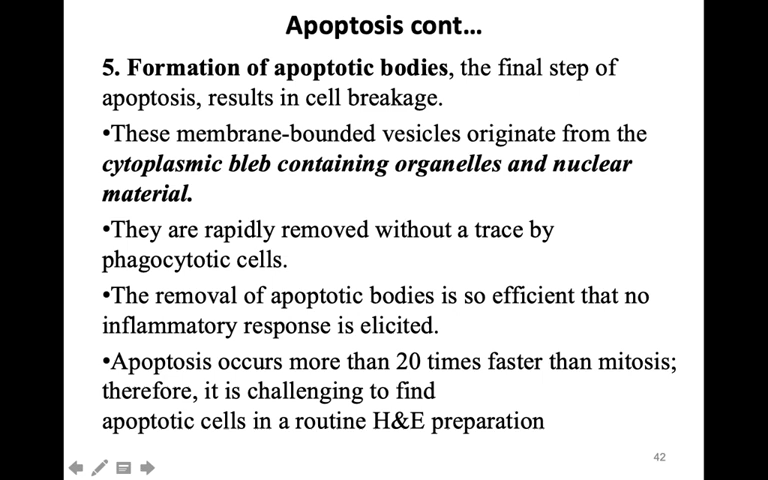 Apoptosis cont...
5. Formation of apoptotic bodies, the final step of
apoptosis, results in cell breakage.
•These membrane-bounded vesicles originate from the
cytoplasmic bleb containing organelles and nuclear
material.
•They are rapidly removed without a trace by
phagocytotic cells.
•The removal of apoptotic bodies is so efficient that no
inflammatory response is elicited.
•Apoptosis occurs more than 20 times faster than mitosis;
therefore, it is challenging to find
apoptotic cells in a routine H&E preparation
42